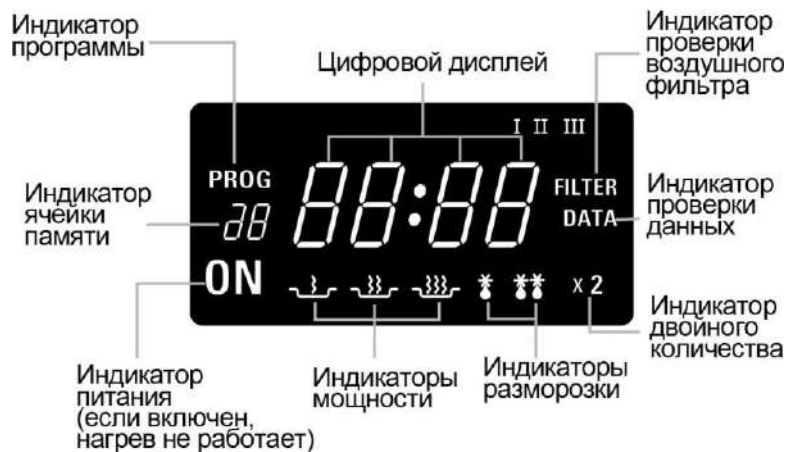 Индикатор
программы
Цифровой дисплей
Индикатор
проверки
воздушного
фильтра
I II III
PROG
88:88
FILTER
Индикатор
ячейки
памяти
88
DATA
Индикатор
проверки
данных
ON
x 2
Индикатор
питания
(если включен,
нагрев не работает)
Индикаторы
мощности
Индикаторы
разморозки
Индикатор
двойного
количества